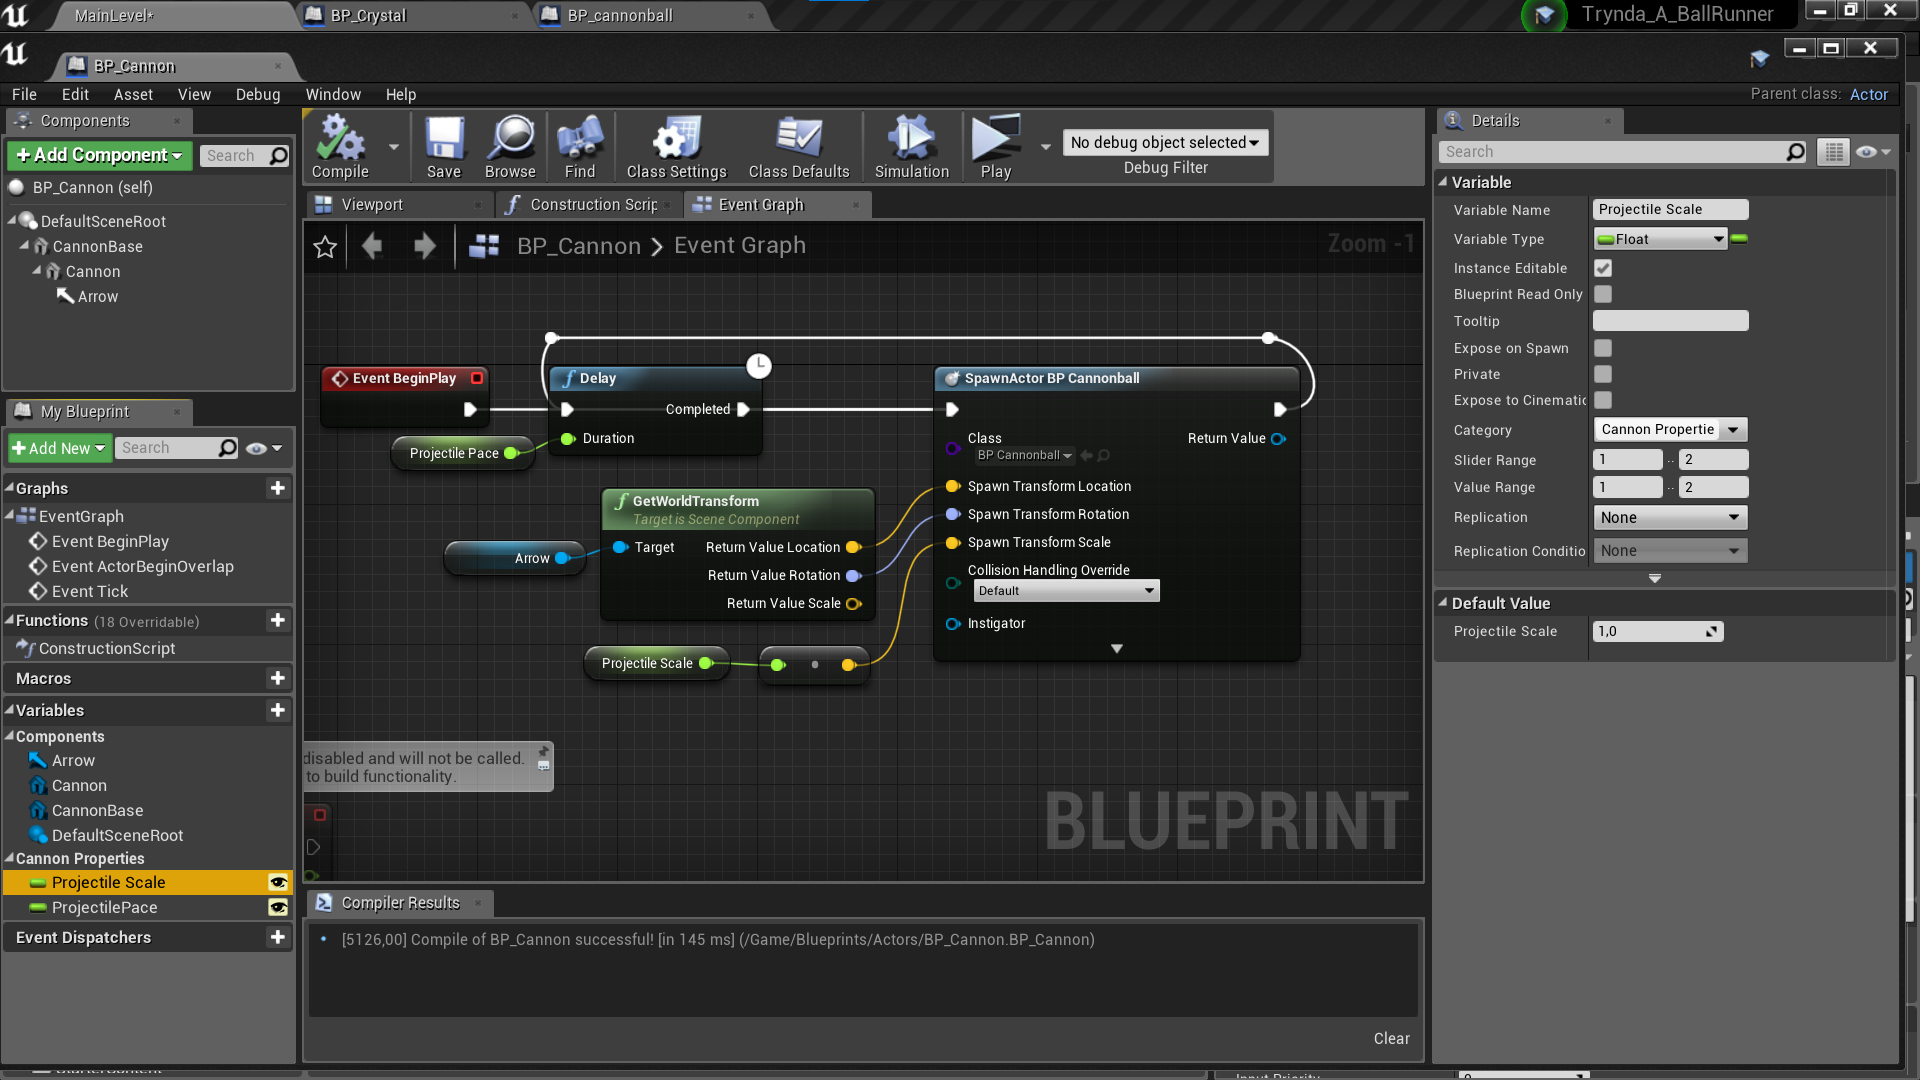 MainLevel*
BP_Crystal
BP_cannonball
Trynda_A_BallRunner
BP_Cannon
File
Edit
Asset
View
Debug
Window
Help
Parent class: Actor
Components
+Add Component
Search
BP_Cannon (self)
DefaultSceneRoot
CannonBase
Cannon
Arrow
Compile
Save
Browse
Find
Class Settings
Class Defaults
Simulation
Play
No debug object selected
Debug Filter
Viewport
Construction Scrip
Event Graph
BP_Cannon > Event Graph
Zoom -1
Event BeginPlay
Delay
Completed
Duration
Projectile Pace
SpawnActor BP Cannonball
Class
BP Cannonball
Return Value
Spawn Transform Location
Spawn Transform Rotation
Spawn Transform Scale
Collision Handling Override
Default
Instigator
GetWorldTransform
Target is Scene Component
Target
Return Value Location
Return Value Rotation
Return Value Scale
Arrow
Projectile Scale
disabled and will not be called.
to build functionality.
BLUEPRINT
My Blueprint
+Add New
Search
Graphs
EventGraph
Event BeginPlay
Event ActorBeginOverlap
Event Tick
Functions (18 Overridable)
ConstructionScript
Macros
Variables
Components
Arrow
Cannon
CannonBase
DefaultSceneRoot
Cannon Properties
Projectile Scale
ProjectilePace
Event Dispatchers
Compiler Results
[5126,00] Compile of BP_Cannon successful! [in 145 ms] (/Game/Blueprints/Actors/BP_Cannon.BP_Cannon)
Clear
Details
Search
Variable
Variable Name
Projectile Scale
Variable Type
Float
Instance Editable
Blueprint Read Only
Tooltip
Expose on Spawn
Private
Expose to Cinematic
Category
Cannon Propertie
Slider Range
1 .. 2
Value Range
1 .. 2
Replication
None
Replication Conditio
None
Default Value
Projectile Scale
1,0